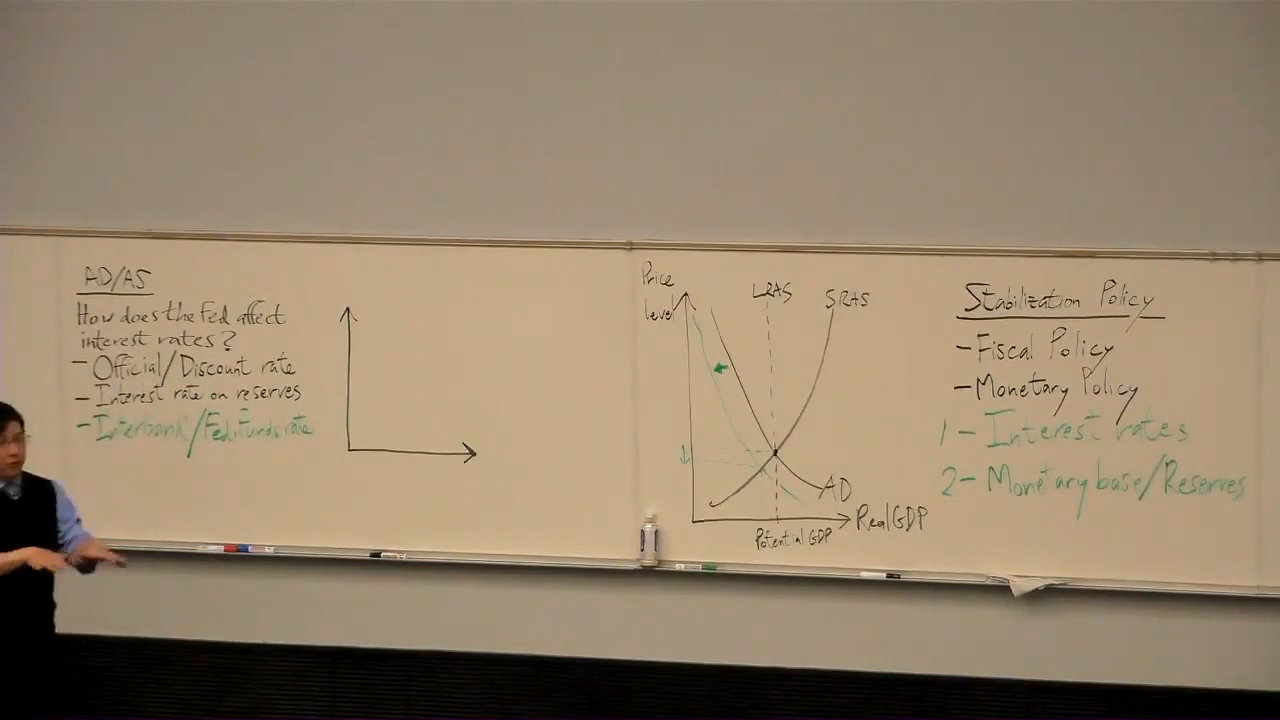 AD/AS
How does the Fed affect
interest rates?
- Official/Discount rate
- Interest rate on reserves
- Interbank/Fed. Funds rate
Price
level
LRAS
SRAS
AD
Real GDP
Potential GDP
Stabilization Policy
- Fiscal Policy
- Monetary Policy
1 - Interest rates
2 - Monetary base/Reserves